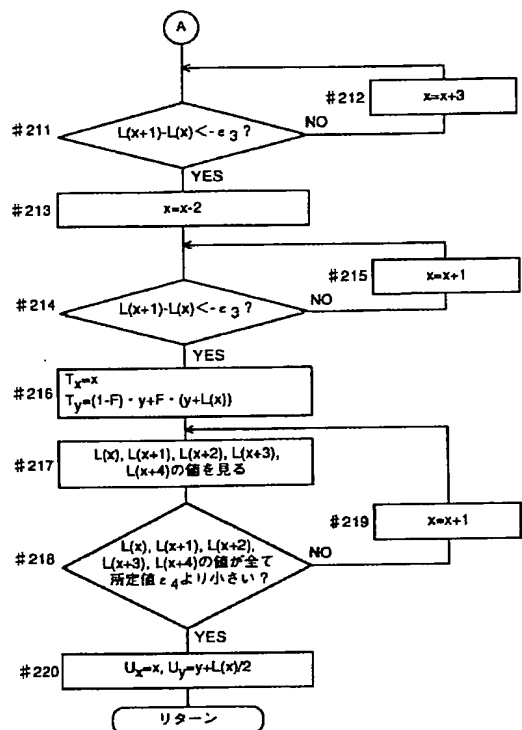 A
#212
x=x+3
#211
L(x+1)-L(x)<-ε3?
NO
YES
#213
x=x-2
#215
x=x+1
#214
L(x+1)-L(x)<-ε3?
NO
YES
#216
Tx=x
Ty=(1-F)・y+F・(y+L(x))
#217
L(x), L(x+1), L(x+2), L(x+3),
L(x+4)の値を見る
#219
x=x+1
#218
L(x), L(x+1), L(x+2),
L(x+3), L(x+4)の値が全て
所定値ε4より小さい?
NO
YES
#220
Ux=x, Uy=y+L(x)/2
リターン